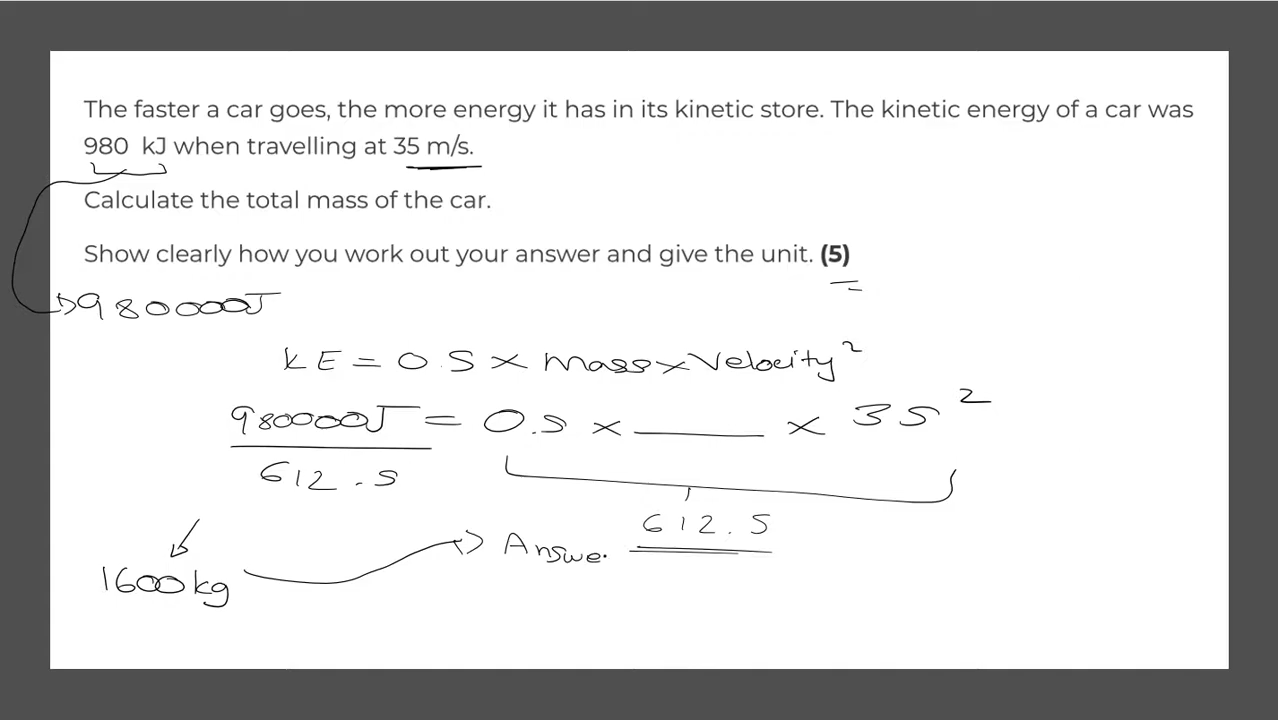 The faster a car goes, the more energy it has in its kinetic store. The kinetic energy of a car was
980 kJ when travelling at 35 m/s.
Calculate the total mass of the car.
Show clearly how you work out your answer and give the unit. (5)
980000J
KE = 0.5 × Mass × Velocity²
980000J = 0.5 × ____ × 35²
612.5
612.5
Answe.
1600kg